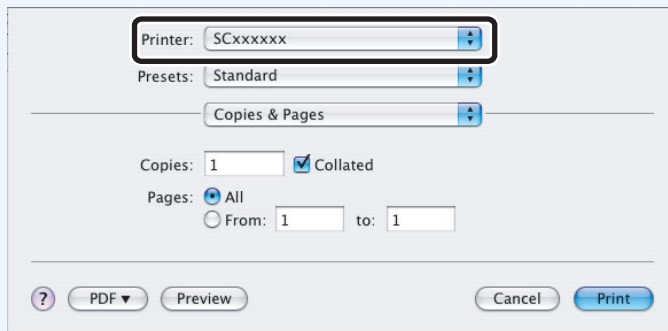 Printer: SCxxxxxx
Presets: Standard
Copies & Pages
Copies: 1 Collated
Pages: All
From: 1 to: 1
? PDF▼ Preview Cancel Print